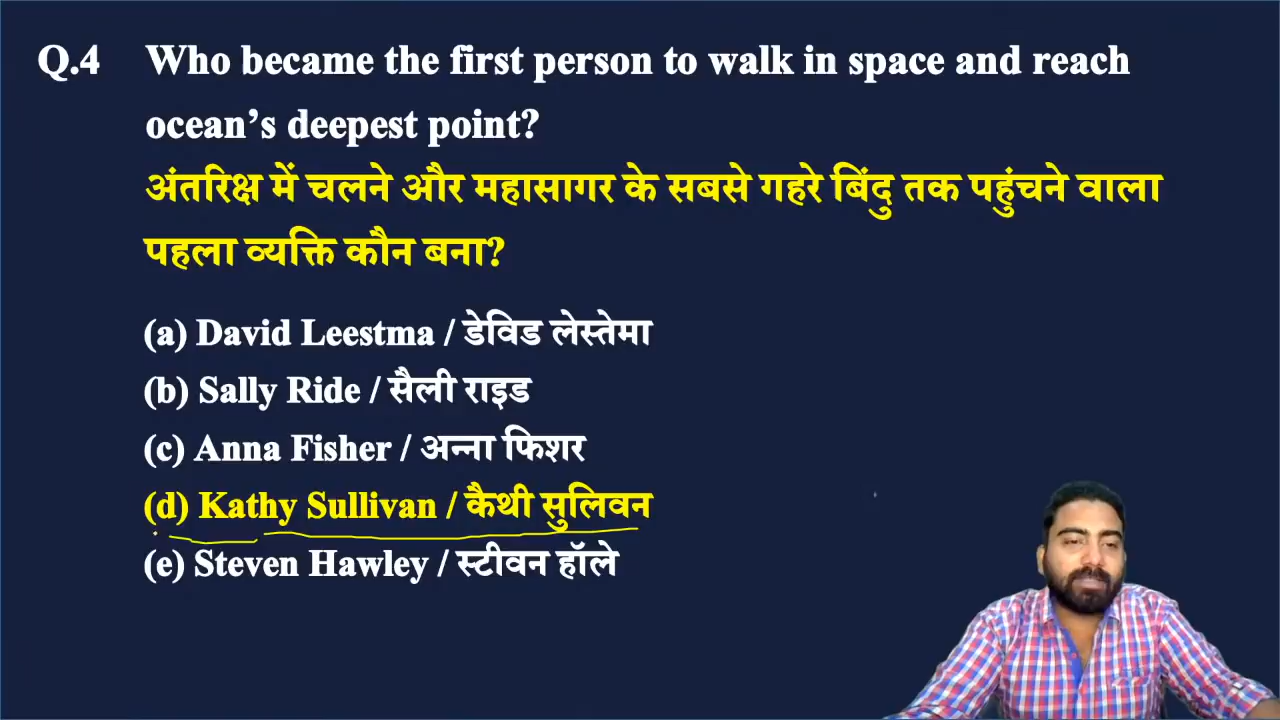 Q.4 Who became the first person to walk in space and reach
ocean's deepest point?
अंतरिक्ष में चलने और महासागर के सबसे गहरे बिंदु तक पहुंचने वाला
पहला व्यक्ति कौन बना?
(a) David Leestma / डेविड लेस्तेमा
(b) Sally Ride / सैली राइड
(c) Anna Fisher / अन्ना फिशर
(d) Kathy Sullivan / कैथी सुलिवन
(e) Steven Hawley / स्टीवन हॉले